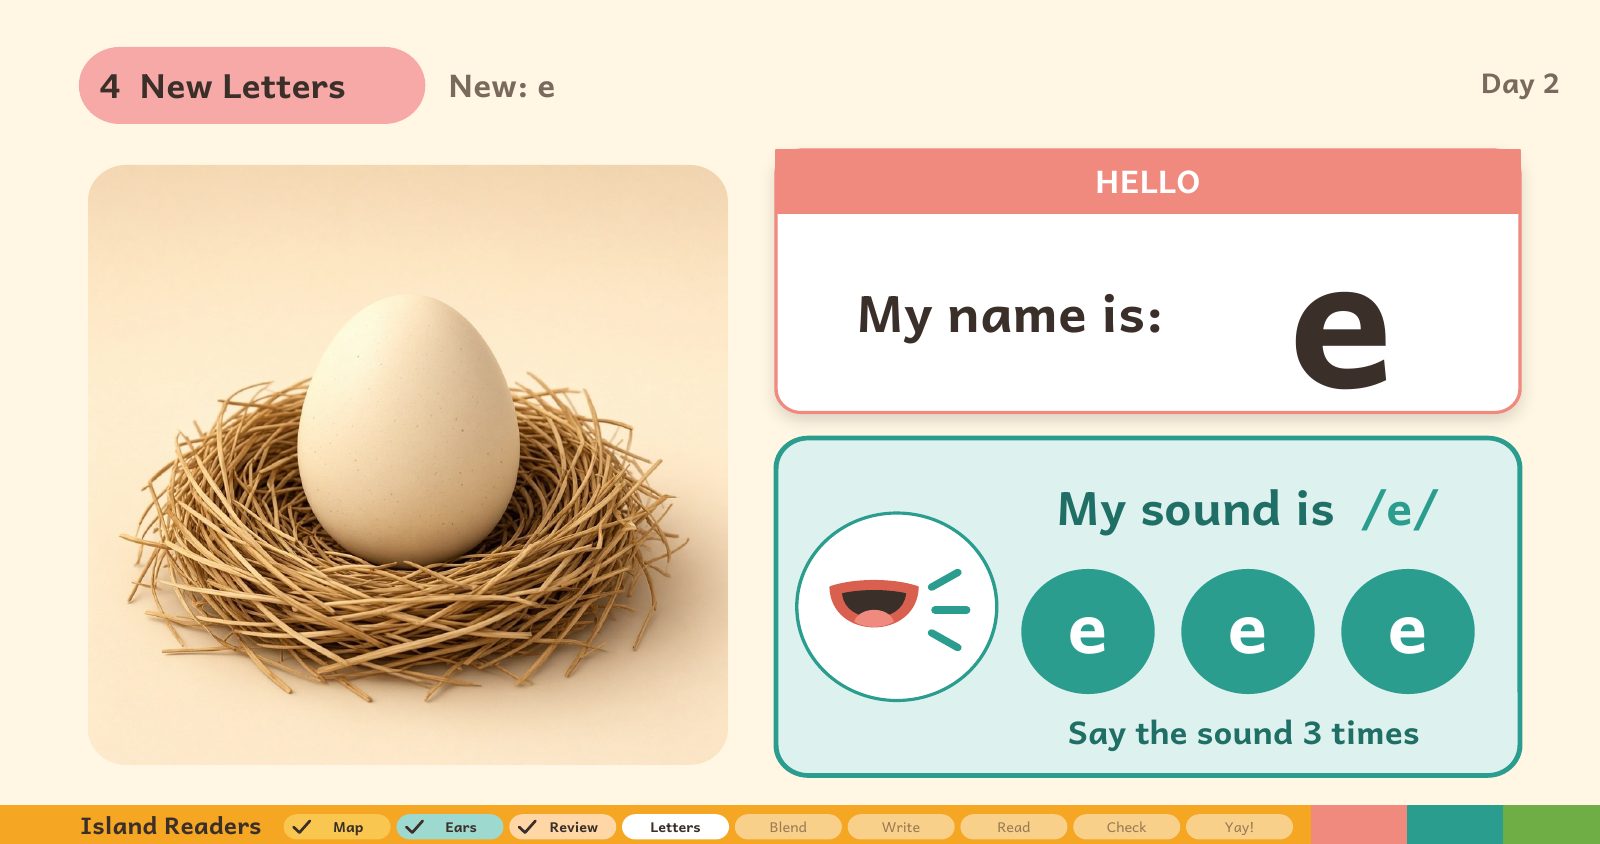 4 New Letters
New: e
Day 2
HELLO
My name is: e
My sound is /e/
e e e
Say the sound 3 times
Island Readers
Map
Ears
Review
Letters
Blend
Write
Read
Check
Yay!